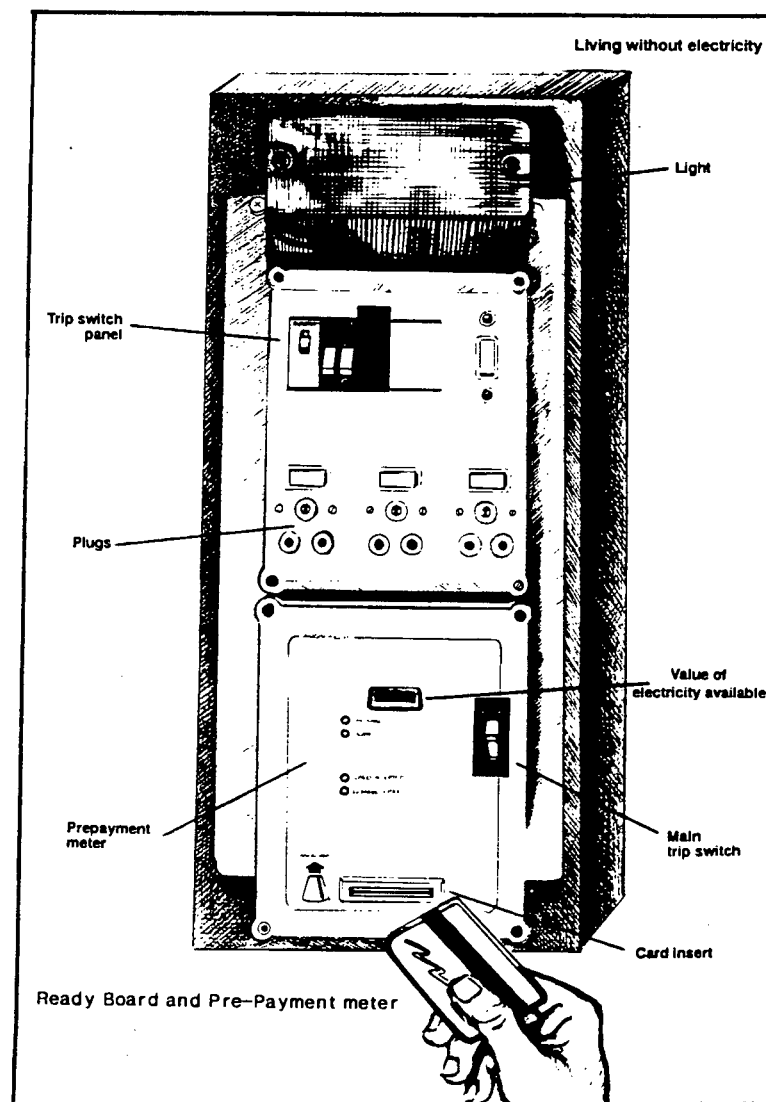 Living without electricity
Light
Trip switch
panel
Plugs
Value of
electricity available
Prepayment
meter
Main
trip switch
Card insert
Ready Board and Pre-Payment meter